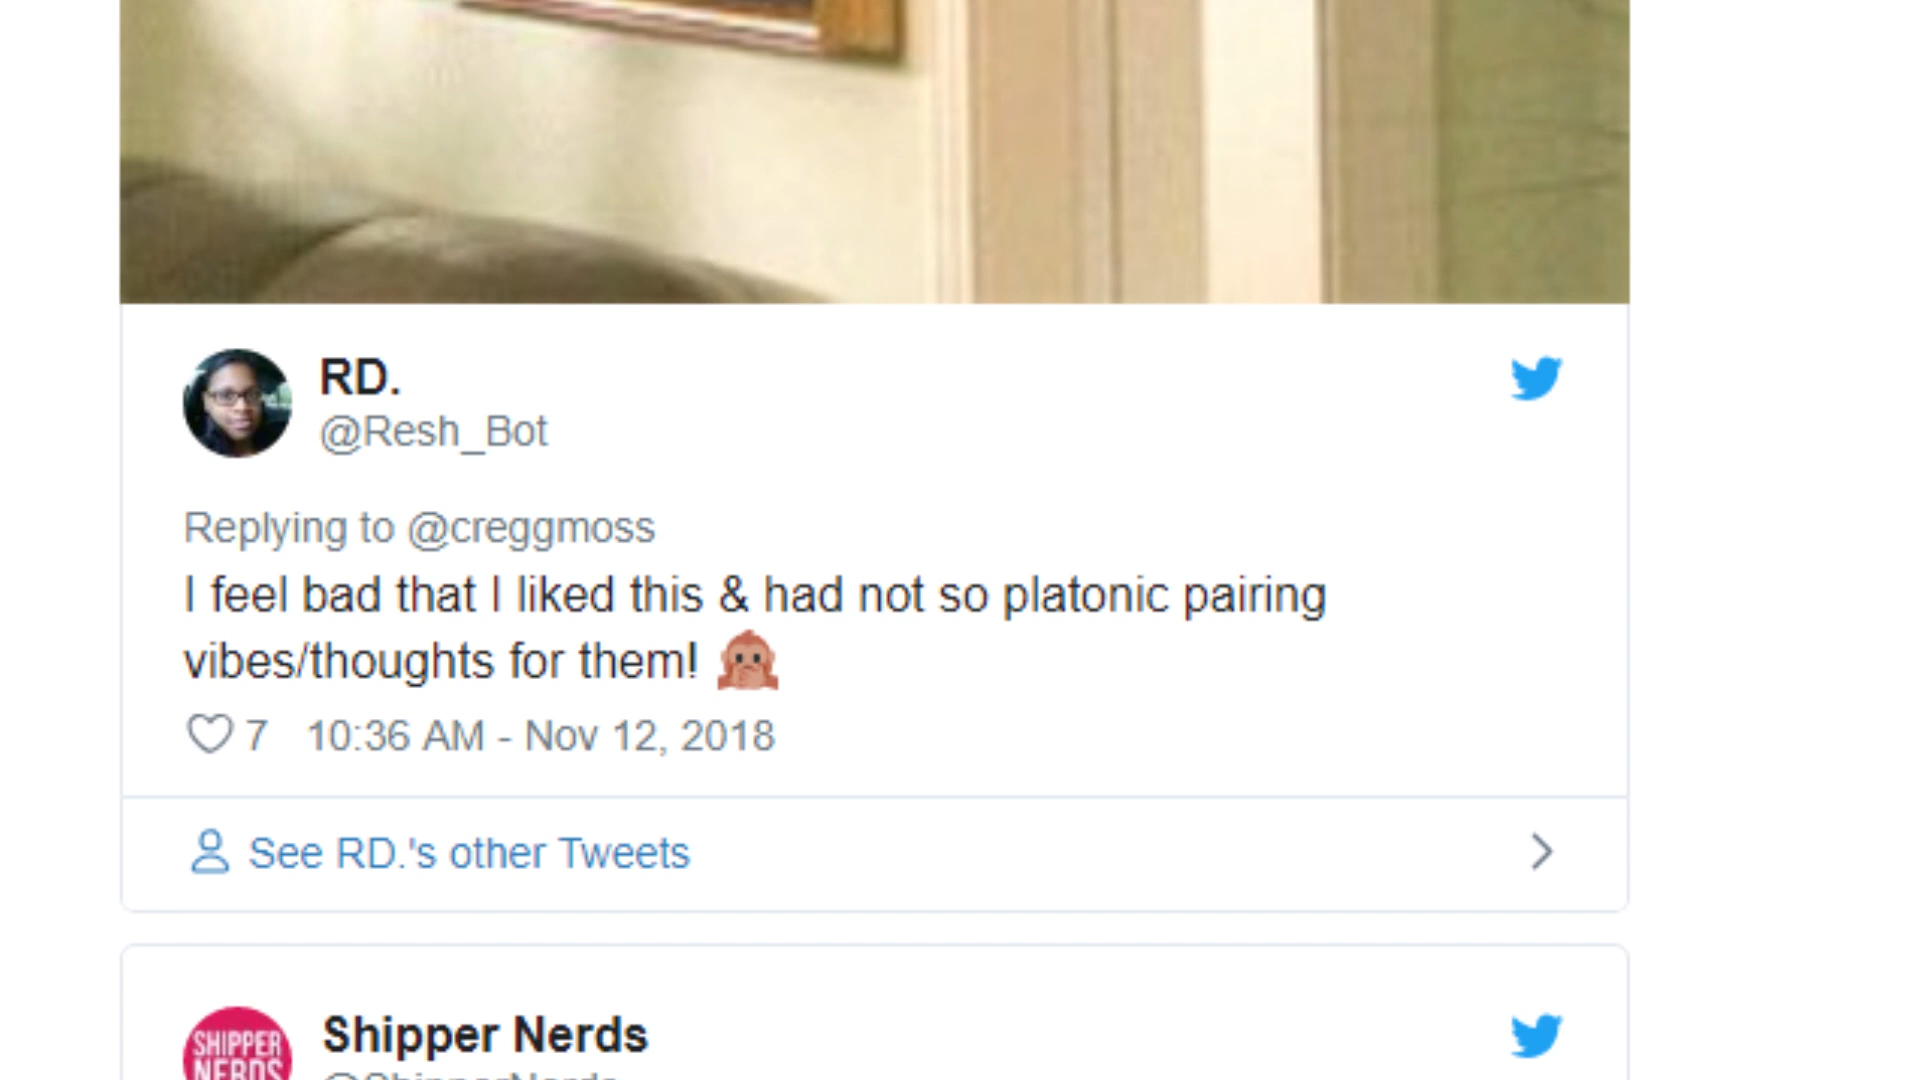 RD.
@Resh_Bot
Replying to @creggmoss
I feel bad that I liked this & had not so platonic pairing
vibes/thoughts for them! 🙊
7 10:36 AM - Nov 12, 2018
See RD.'s other Tweets
SHIPPER
NERDS
Shipper Nerds
@ShipperNerds